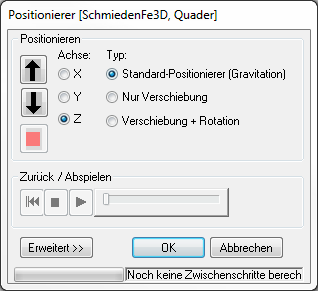 Positionierer [SchmiedenFe3D, Quader]
Positionieren
Achse: Typ:
X Standard-Positionierer (Gravitation)
Y Nur Verschiebung
Z Verschiebung + Rotation
Zurück / Abspielen
Erweitert >> OK Abbrechen
Noch keine Zwischenschritte berech